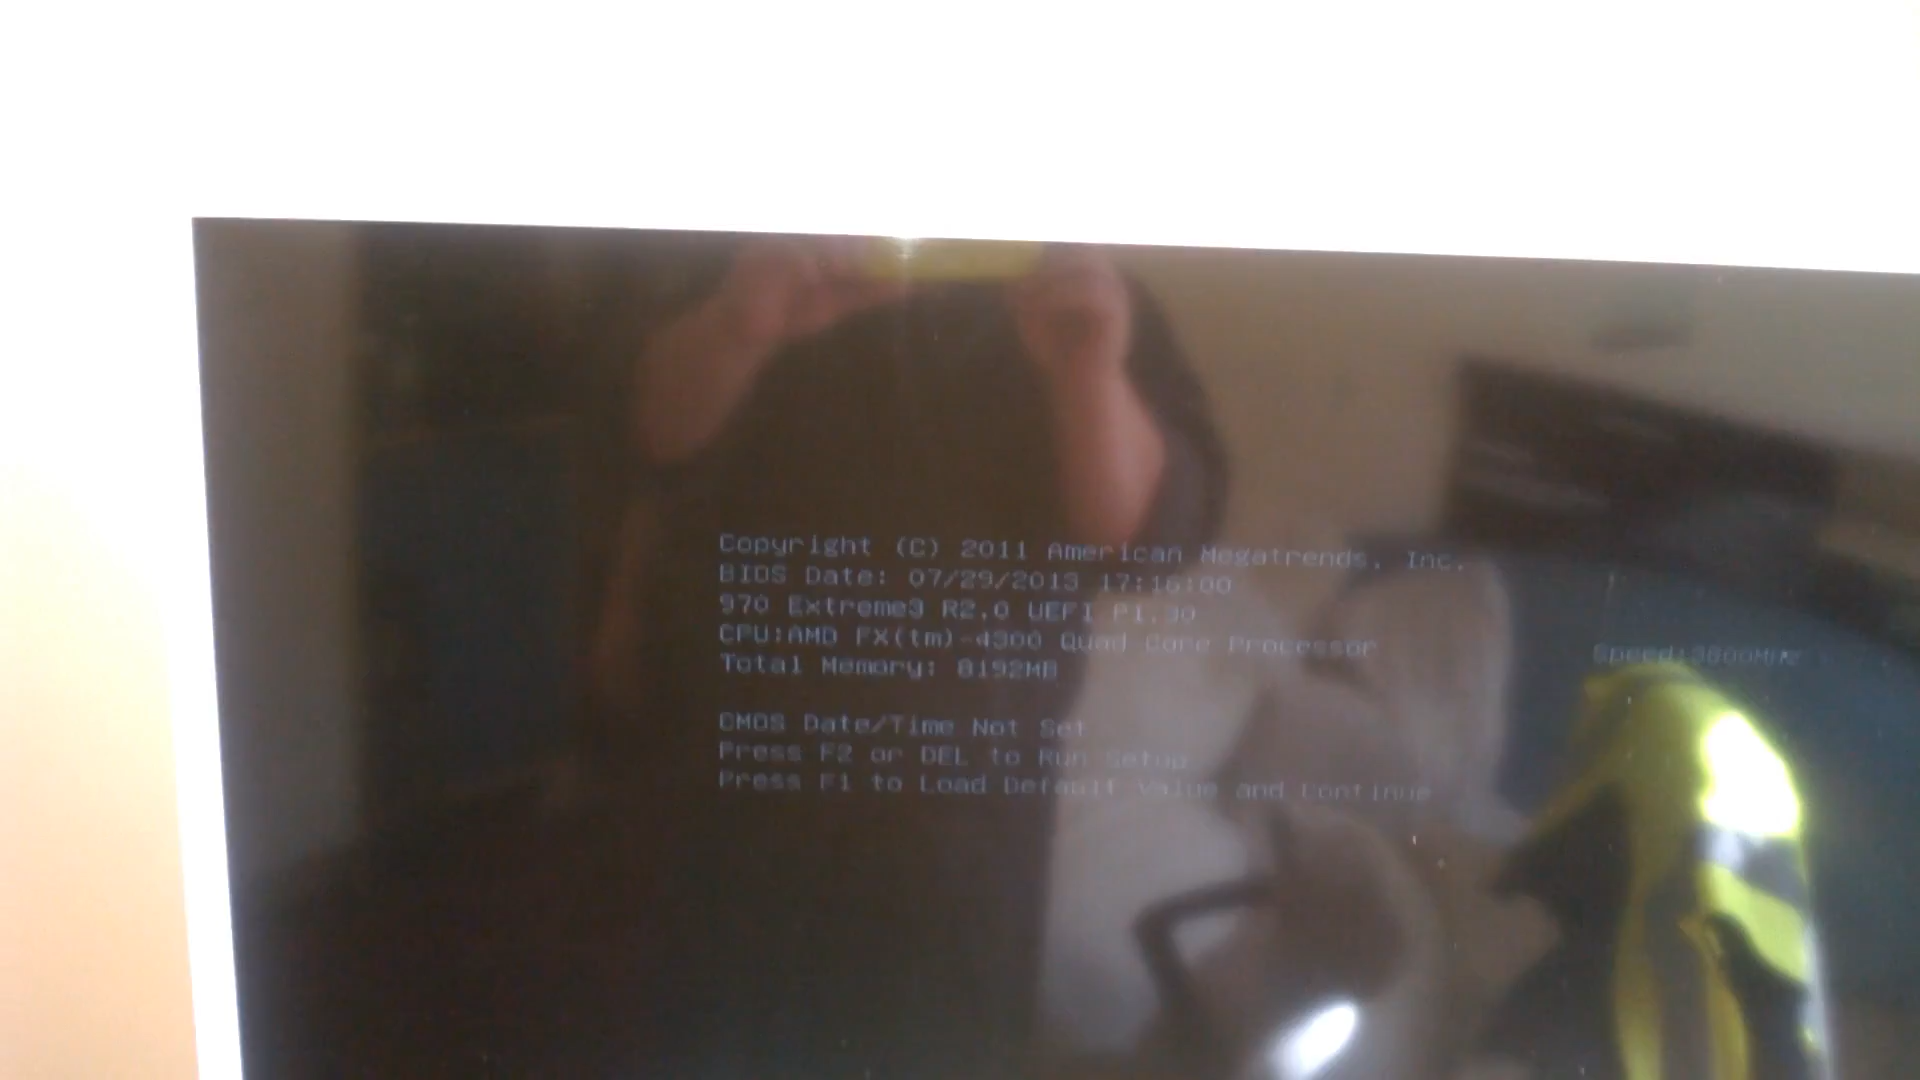 Copyright (C) 2011 American Megatrends, Inc.
BIOS Date: 07/29/2013 17:16:00
970 Extreme3 R2.0 UEFI P1.30
CPU:AMD FX(tm)-4300 Quad Core Processor Speed:3800MHz
Total Memory: 8192MB
CMOS Date/Time Not Set
Press F2 or DEL to Run Setup
Press F1 to Load Default Value and Continue